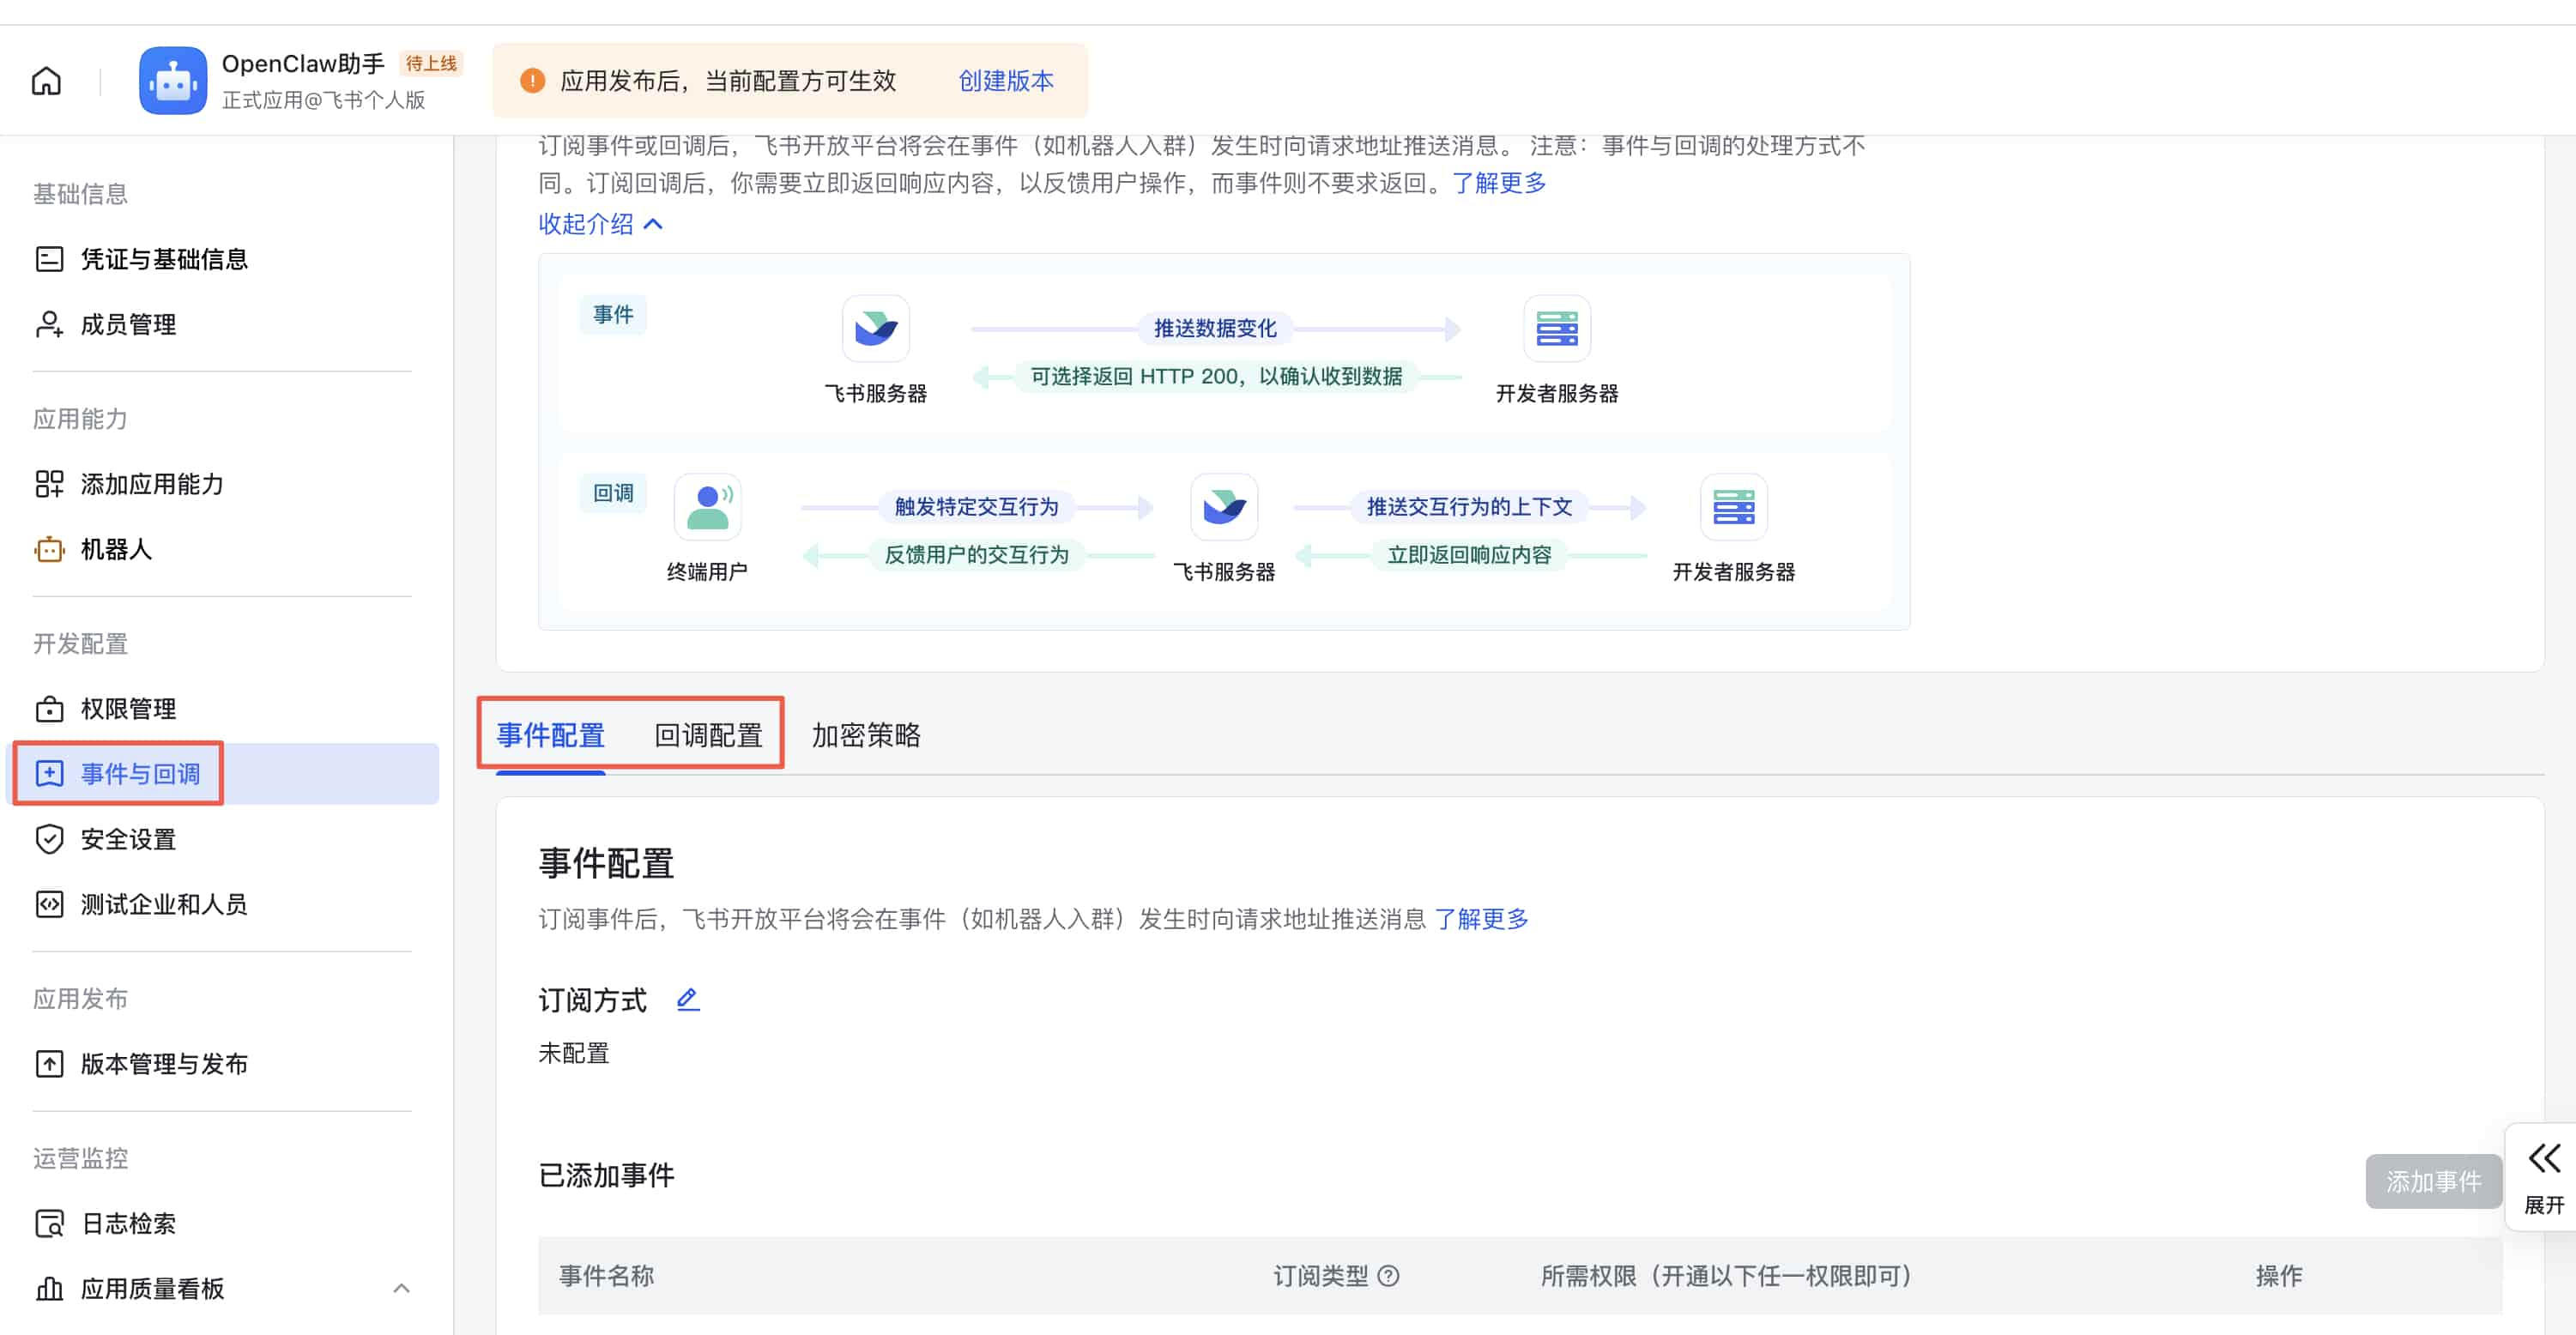 OpenClaw助手 待上线
正式应用@飞书个人版
应用发布后，当前配置方可生效 创建版本
基础信息
凭证与基础信息
成员管理
应用能力
添加应用能力
机器人
开发配置
权限管理
事件与回调
安全设置
测试企业和人员
应用发布
版本管理与发布
运营监控
日志检索
应用质量看板
订阅事件或回调后，飞书开放平台将会在事件（如机器人入群）发生时向请求地址推送消息。 注意：事件与回调的处理方式不
同。订阅回调后，你需要立即返回响应内容，以反馈用户操作，而事件则不要求返回。了解更多
收起介绍
事件
推送数据变化
可选择返回 HTTP 200，以确认收到数据
飞书服务器
开发者服务器
回调
触发特定交互行为
推送交互行为的上下文
反馈用户的交互行为
立即返回响应内容
终端用户
飞书服务器
开发者服务器
事件配置 回调配置 加密策略
事件配置
订阅事件后，飞书开放平台将会在事件（如机器人入群）发生时向请求地址推送消息 了解更多
订阅方式
未配置
已添加事件
添加事件
展开
事件名称 订阅类型 所需权限（开通以下任一权限即可） 操作